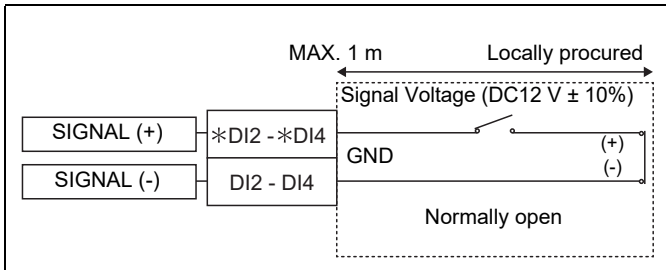 MAX. 1 m Locally procured
Signal Voltage (DC12 V ± 10%)
SIGNAL (+) ＊DI2 - ＊DI4
GND (+)
(-)
SIGNAL (-) DI2 - DI4
Normally open